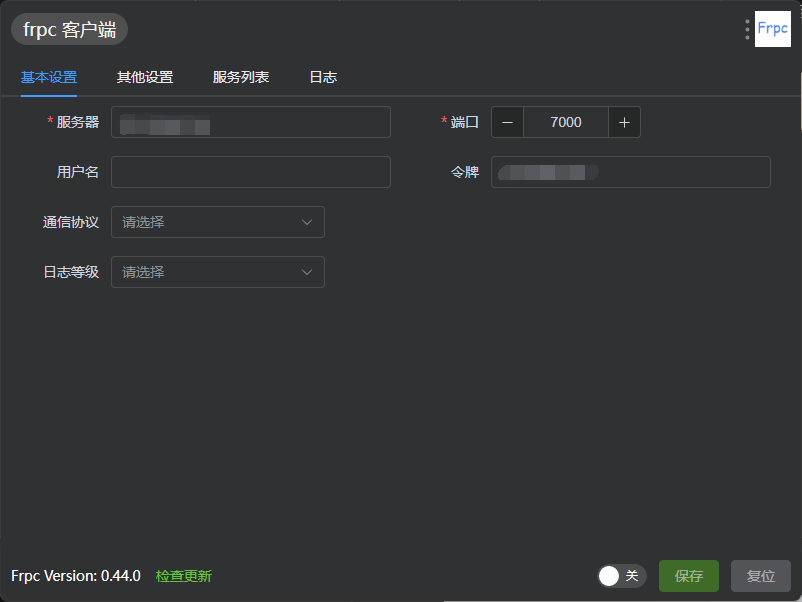 frpc 客户端
Frpc
基本设置 其他设置 服务列表 日志
* 服务器
* 端口 7000
用户名
令牌
通信协议 请选择
日志等级 请选择
Frpc Version: 0.44.0 检查更新 关 保存 复位